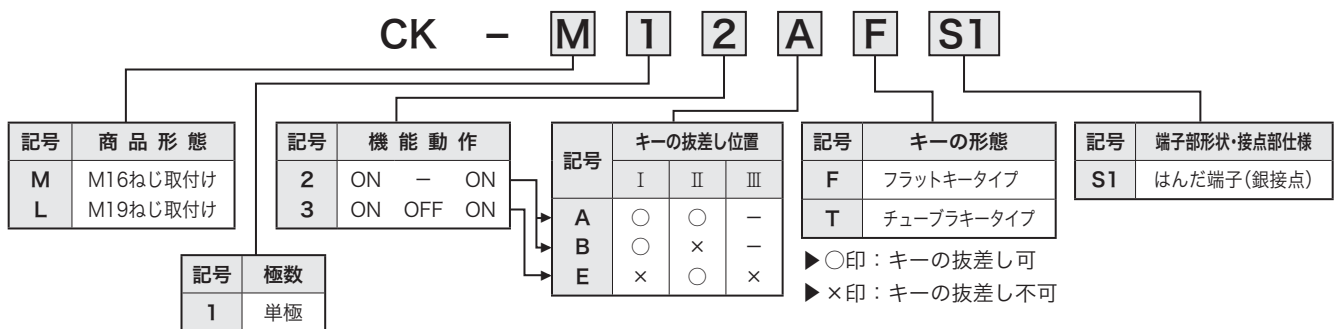 CK － M 1 2 A F S1
記号 商品形態
M M16ねじ取付け
L M19ねじ取付け
記号 極数
1 単極
記号 機能動作
2 ON － ON
3 ON OFF ON
記号 キーの抜差し位置
Ⅰ Ⅱ Ⅲ
A ○ ○ －
B ○ × －
E × ○ ×
記号 キーの形態
F フラットキータイプ
T チューブラキータイプ
▶○印：キーの抜差し可
▶×印：キーの抜差し不可
記号 端子部形状・接点部仕様
S1 はんだ端子（銀接点）